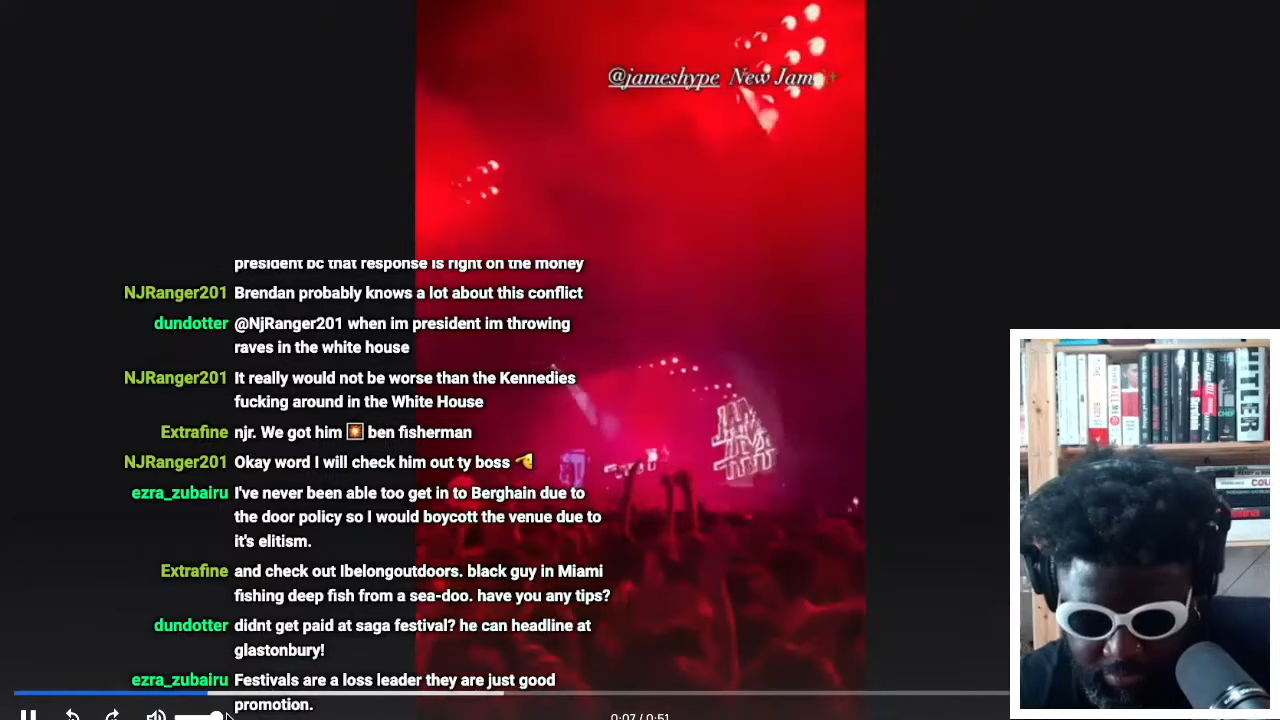 @jameshype New Jam
president bc that response is right on the money
NJRanger201 Brendan probably knows a lot about this conflict
dundotter @NjRanger201 when im president im throwing
raves in the white house
NJRanger201 It really would not be worse than the Kennedies
fucking around in the White House
Extrafine njr. We got him 💥 ben fisherman
NJRanger201 Okay word I will check him out ty boss 🫡
ezra_zubairu I've never been able too get in to Berghain due to
the door policy so I would boycott the venue due to
it's elitism.
Extrafine and check out Ibelongoutdoors. black guy in Miami
fishing deep fish from a sea-doo. have you any tips?
dundotter didnt get paid at saga festival? he can headline at
glastonbury!
ezra_zubairu Festivals are a loss leader they are just good
promotion.
0:07 / 0:51
HITLER